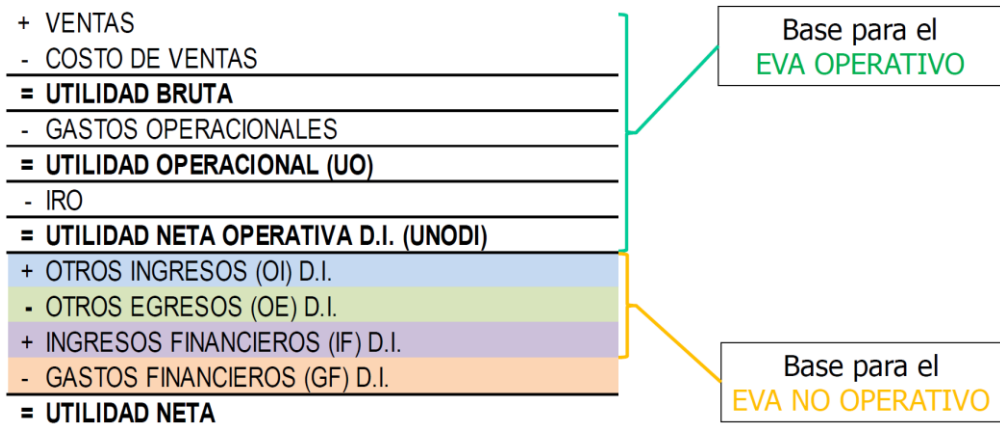 + VENTAS
- COSTO DE VENTAS
= UTILIDAD BRUTA
- GASTOS OPERACIONALES
= UTILIDAD OPERACIONAL (UO)
- IRO
= UTILIDAD NETA OPERATIVA D.I. (UNODI)
+ OTROS INGRESOS (OI) D.I.
- OTROS EGRESOS (OE) D.I.
+ INGRESOS FINANCIEROS (IF) D.I.
- GASTOS FINANCIEROS (GF) D.I.
= UTILIDAD NETA
Base para el
EVA OPERATIVO
Base para el
EVA NO OPERATIVO